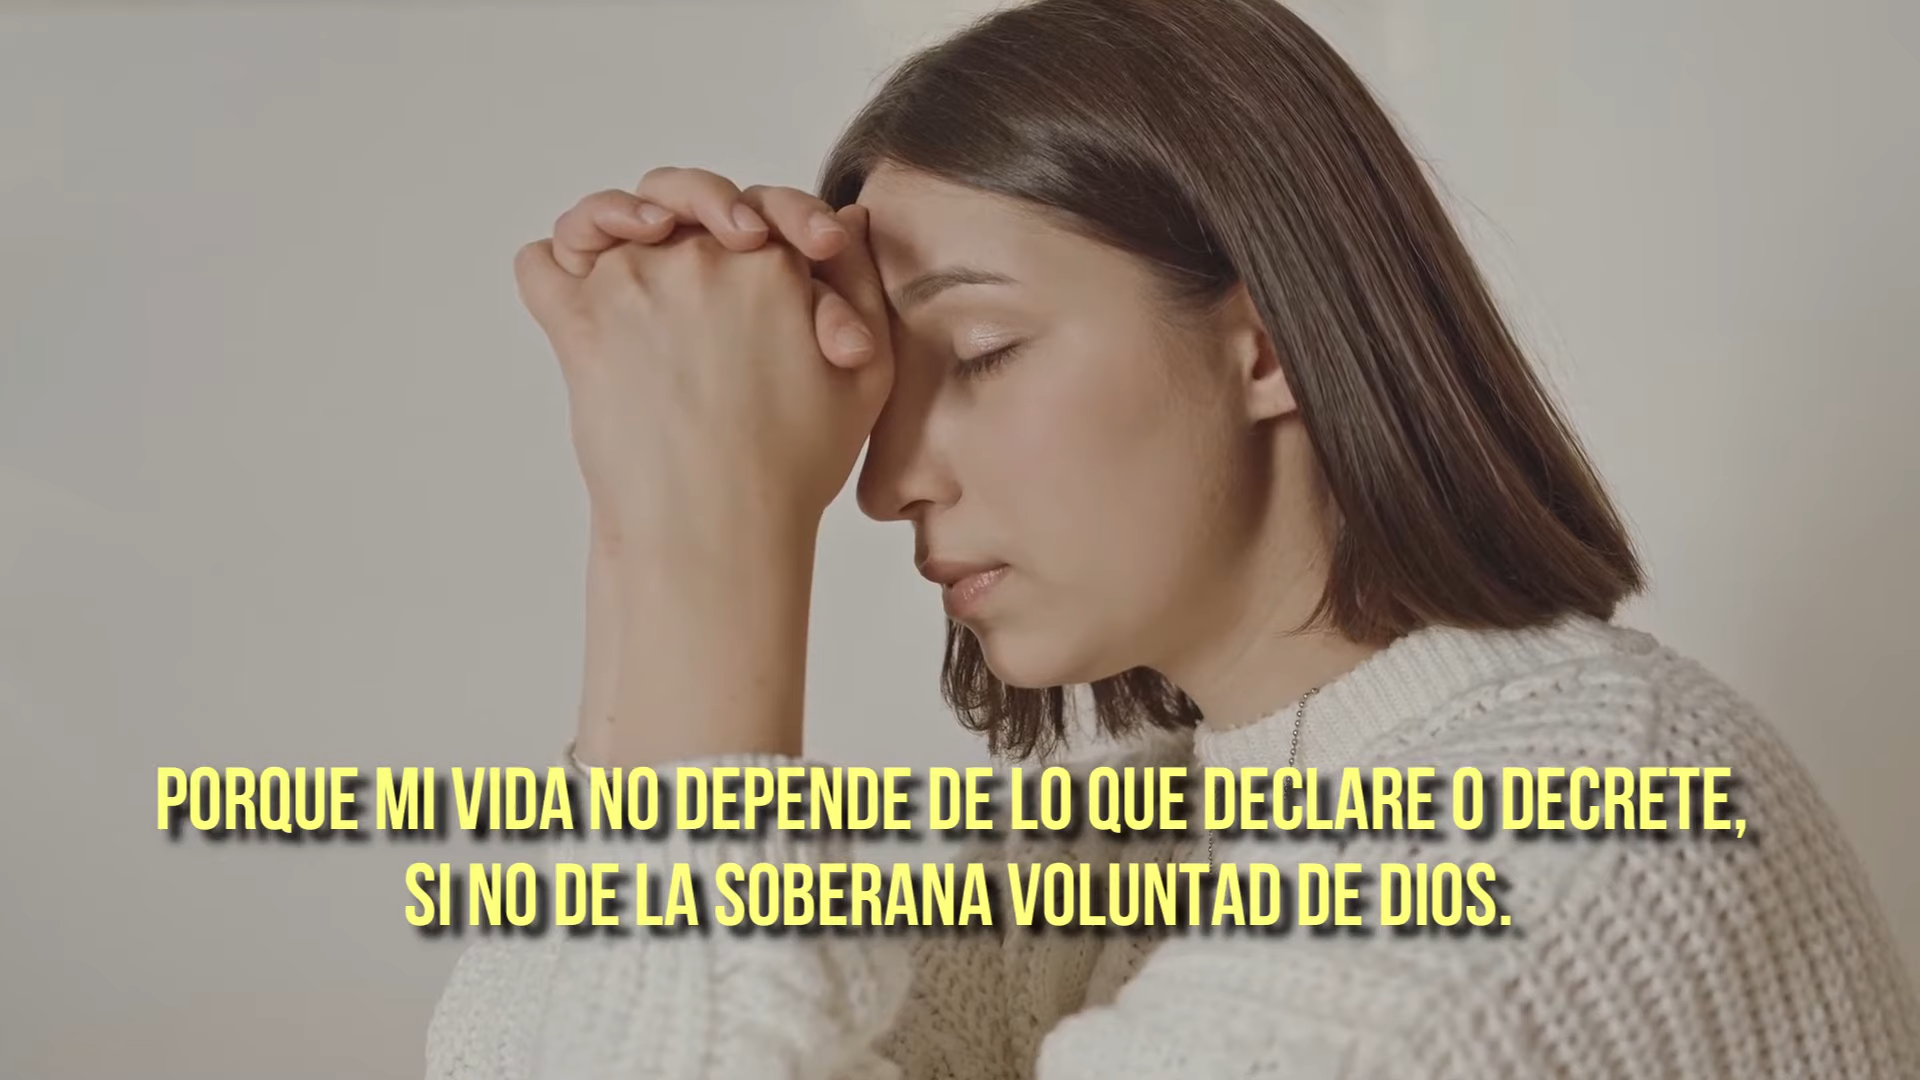 PORQUE MI VIDA NO DEPENDE DE LO QUE DECLARE O DECRETE,
SI NO DE LA SOBERANA VOLUNTAD DE DIOS.